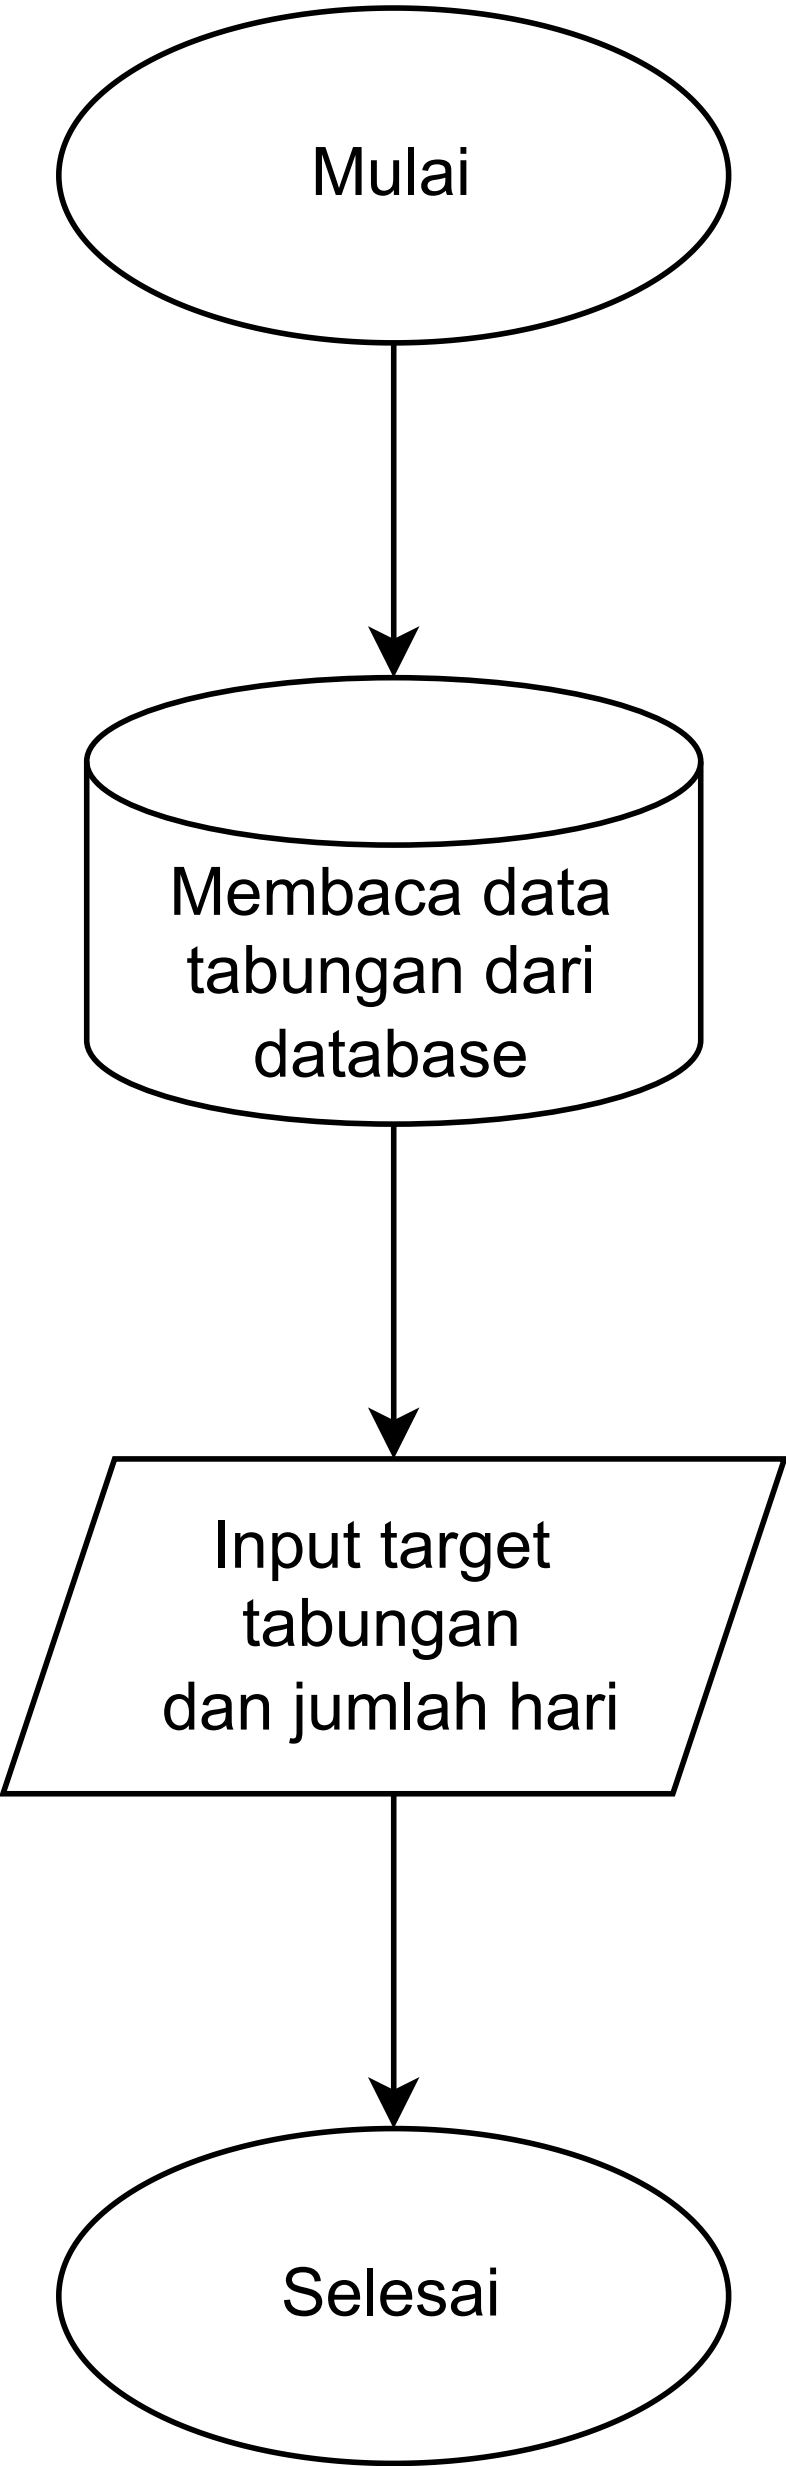 Mulai
Membaca data
tabungan dari
database
Input target
tabungan
dan jumlah hari
Selesai